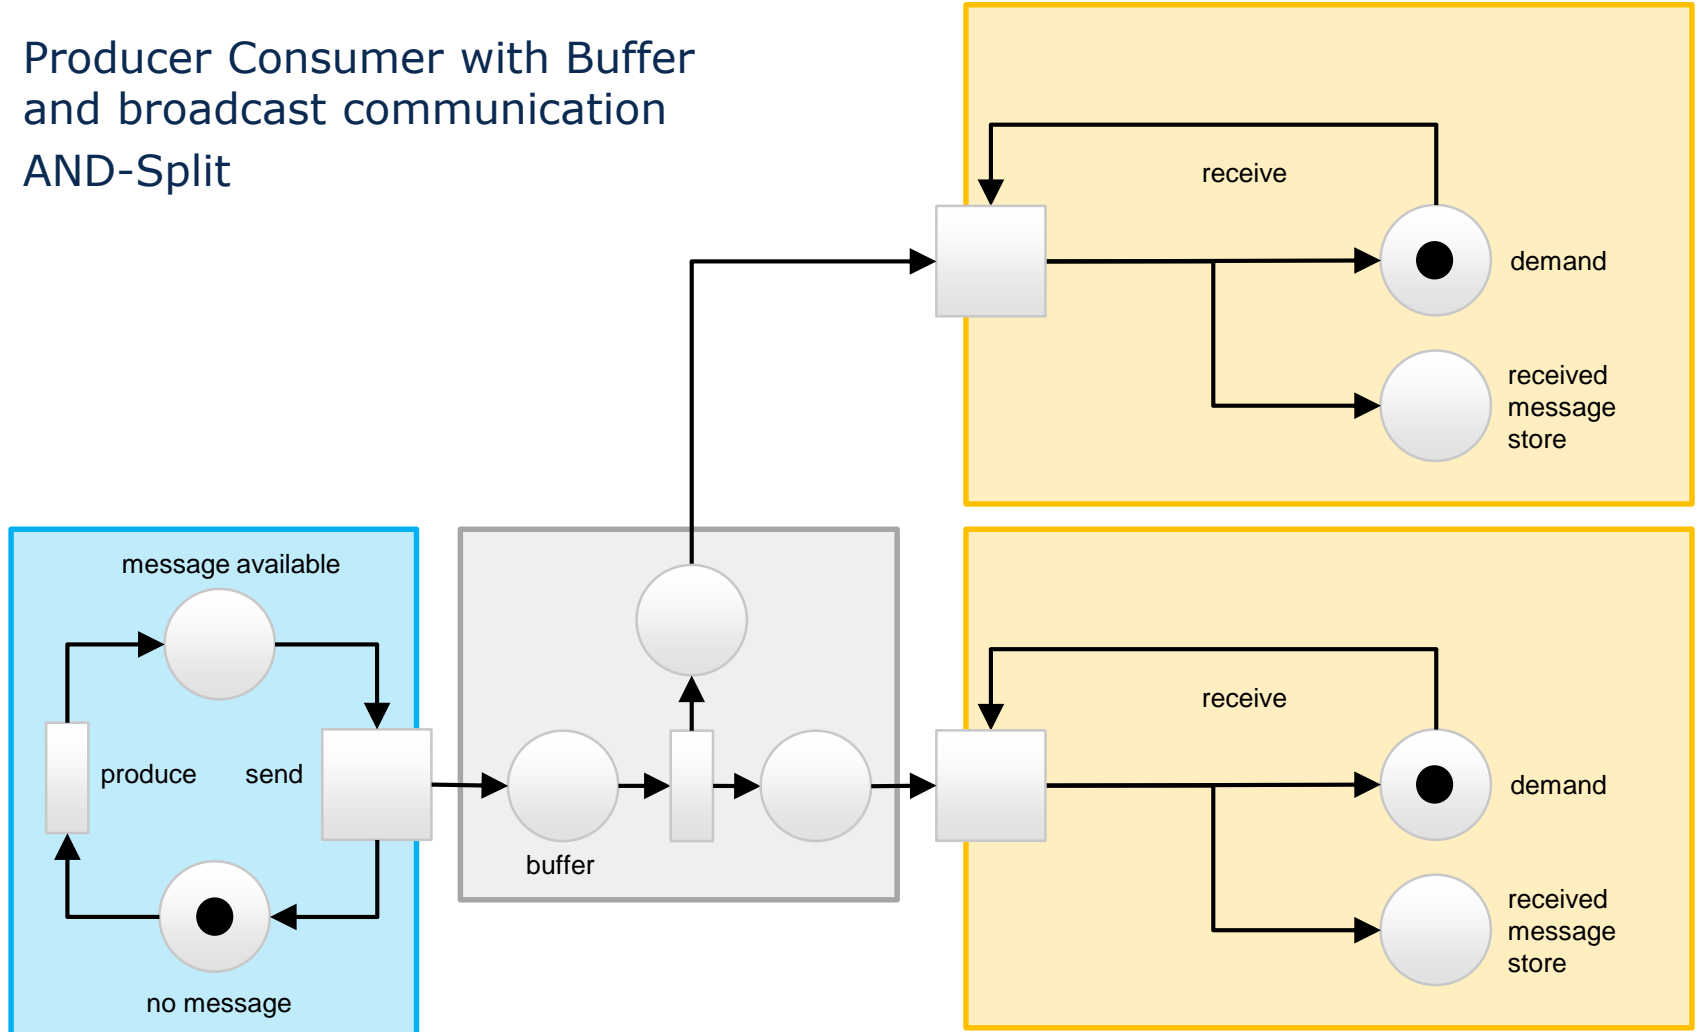 Producer Consumer with Buffer
and broadcast communication
AND-Split
receive
demand
received
message
store
message available
produce
send
no message
buffer
receive
demand
received
message
store